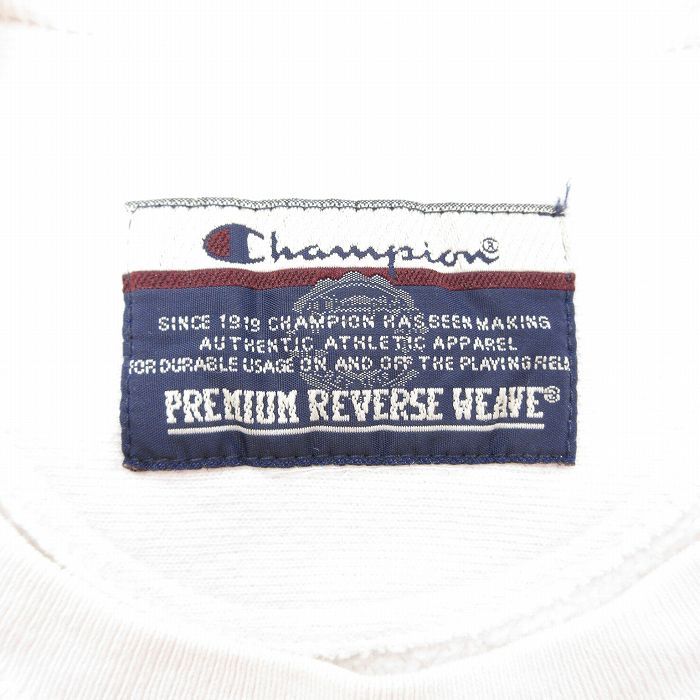 Champion®
SINCE 1919 CHAMPION HAS BEEN MAKING
AUTHENTIC ATHLETIC APPAREL
FOR DURABLE USAGE ON AND OFF THE PLAYING FIELD
PREMIUM REVERSE WEAVE®